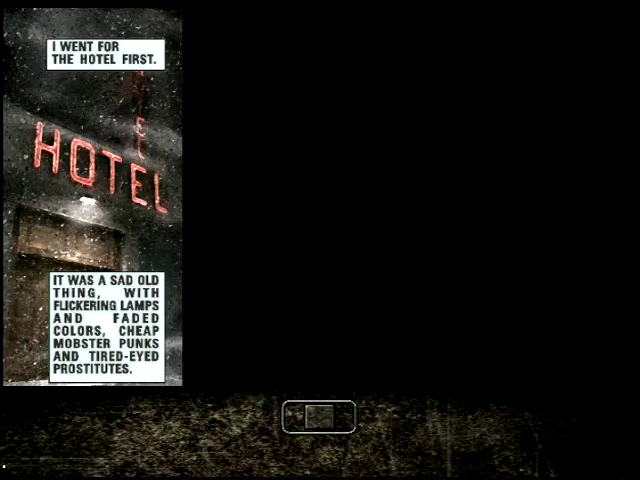 I WENT FOR
THE HOTEL FIRST.
HOTEL
HOTEL
IT WAS A SAD OLD
THING, WITH
FLICKERING LAMPS
AND FADED
COLORS, CHEAP
MOBSTER PUNKS
AND TIRED-EYED
PROSTITUTES.